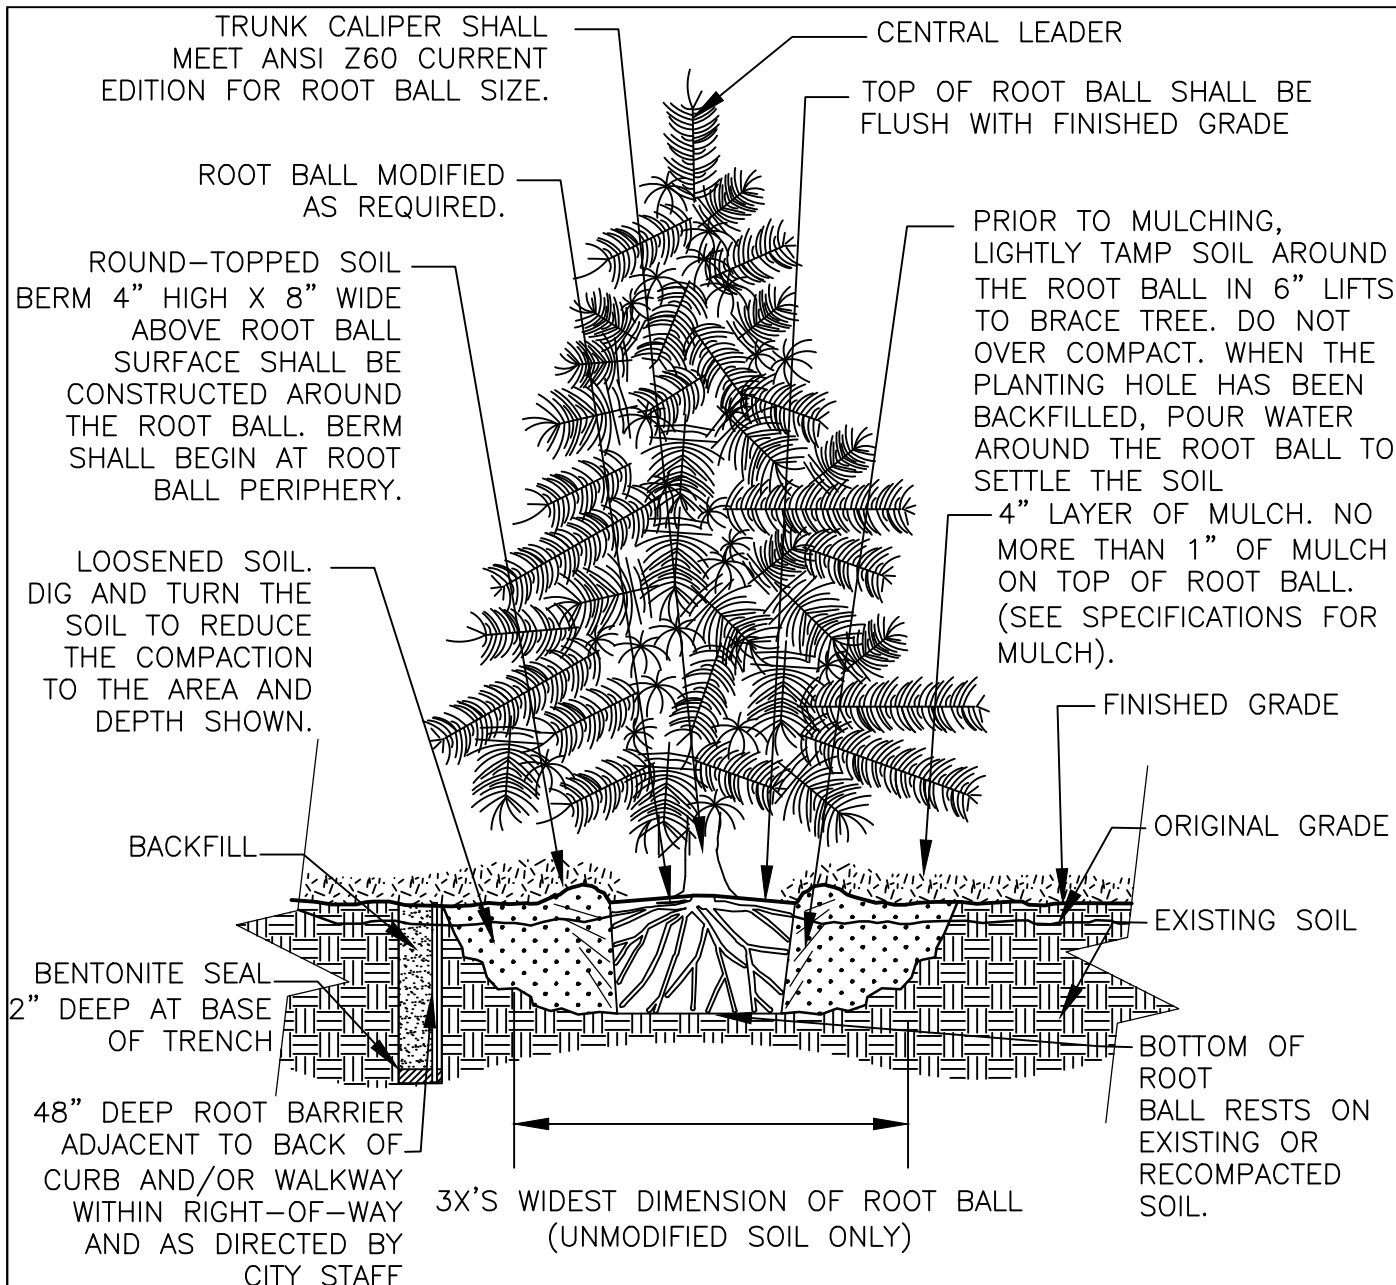 TRUNK CALIPER SHALL
MEET ANSI Z60 CURRENT
EDITION FOR ROOT BALL SIZE.
CENTRAL LEADER
TOP OF ROOT BALL SHALL BE
FLUSH WITH FINISHED GRADE
ROOT BALL MODIFIED
AS REQUIRED.
PRIOR TO MULCHING,
LIGHTLY TAMP SOIL AROUND
THE ROOT BALL IN 6” LIFTS
TO BRACE TREE. DO NOT
OVER COMPACT. WHEN THE
PLANTING HOLE HAS BEEN
BACKFILLED, POUR WATER
AROUND THE ROOT BALL TO
SETTLE THE SOIL
ROUND-TOPPED SOIL
BERM 4” HIGH X 8” WIDE
ABOVE ROOT BALL
SURFACE SHALL BE
CONSTRUCTED AROUND
THE ROOT BALL. BERM
SHALL BEGIN AT ROOT
BALL PERIPHERY.
4” LAYER OF MULCH. NO
MORE THAN 1” OF MULCH
ON TOP OF ROOT BALL.
(SEE SPECIFICATIONS FOR
MULCH).
LOOSENED SOIL.
DIG AND TURN THE
SOIL TO REDUCE
THE COMPACTION
TO THE AREA AND
DEPTH SHOWN.
FINISHED GRADE
ORIGINAL GRADE
BACKFILL
EXISTING SOIL
BENTONITE SEAL
2” DEEP AT BASE
OF TRENCH
BOTTOM OF
ROOT
BALL RESTS ON
EXISTING OR
RECOMPACTED
SOIL.
48” DEEP ROOT BARRIER
ADJACENT TO BACK OF
CURB AND/OR WALKWAY
WITHIN RIGHT-OF-WAY
AND AS DIRECTED BY
CITY STAFF
3X’S WIDEST DIMENSION OF ROOT BALL
(UNMODIFIED SOIL ONLY)